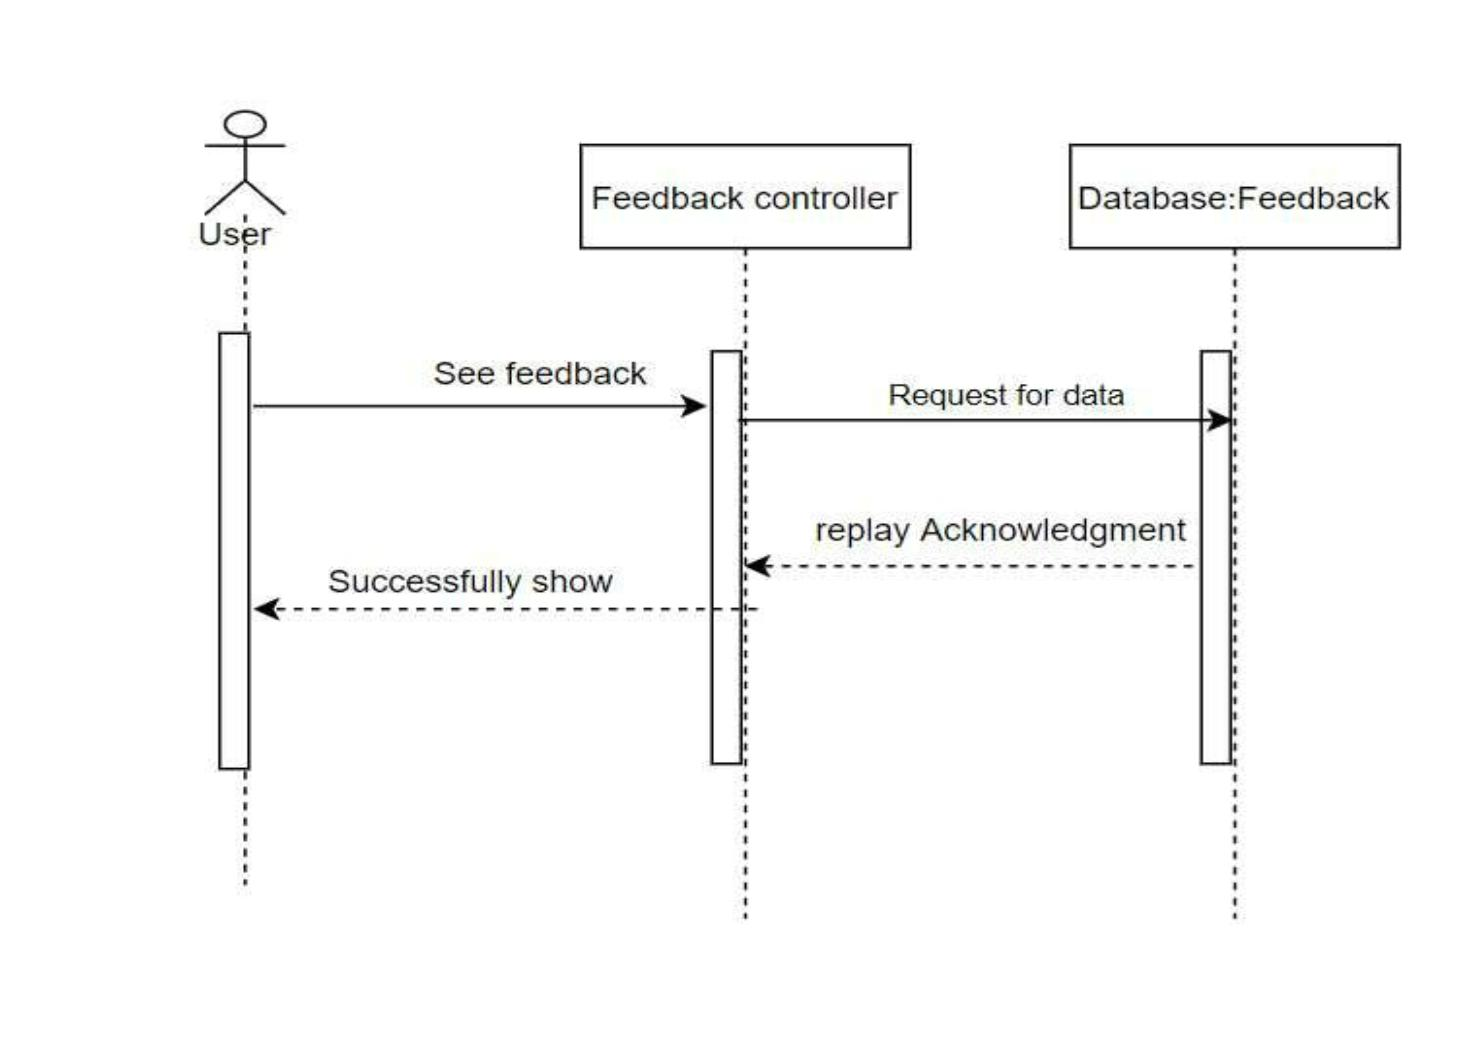 User
Feedback controller
Database:Feedback
See feedback
Request for data
replay Acknowledgment
Successfully show